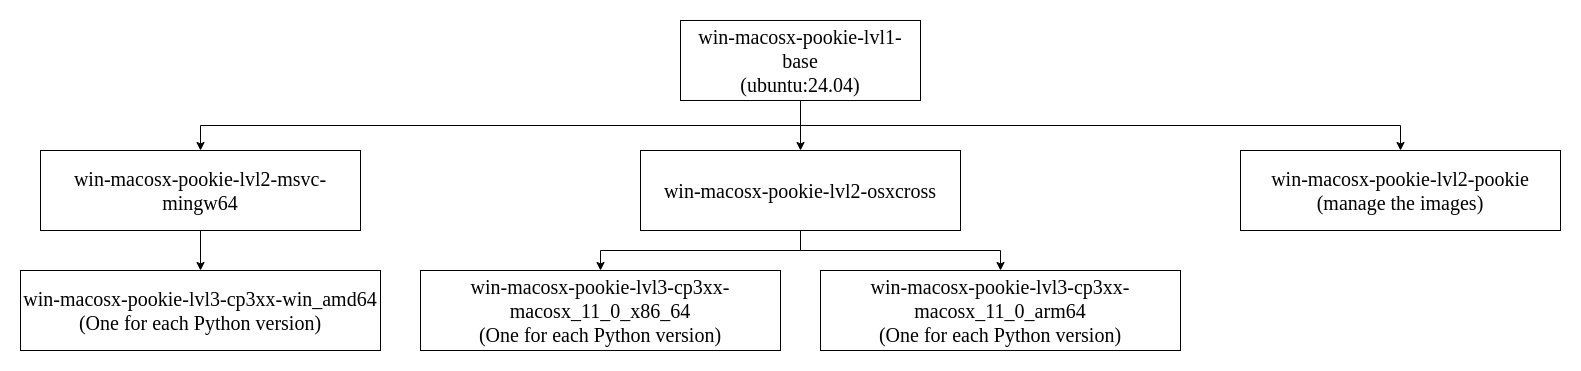 win-macosx-pookie-lvl1-
base
(ubuntu:24.04)
win-macosx-pookie-lvl2-msvc-
mingw64
win-macosx-pookie-lvl2-osxcross
win-macosx-pookie-lvl2-pookie
(manage the images)
win-macosx-pookie-lvl3-cp3xx-win_amd64
(One for each Python version)
win-macosx-pookie-lvl3-cp3xx-
macosx_11_0_x86_64
(One for each Python version)
win-macosx-pookie-lvl3-cp3xx-
macosx_11_0_arm64
(One for each Python version)